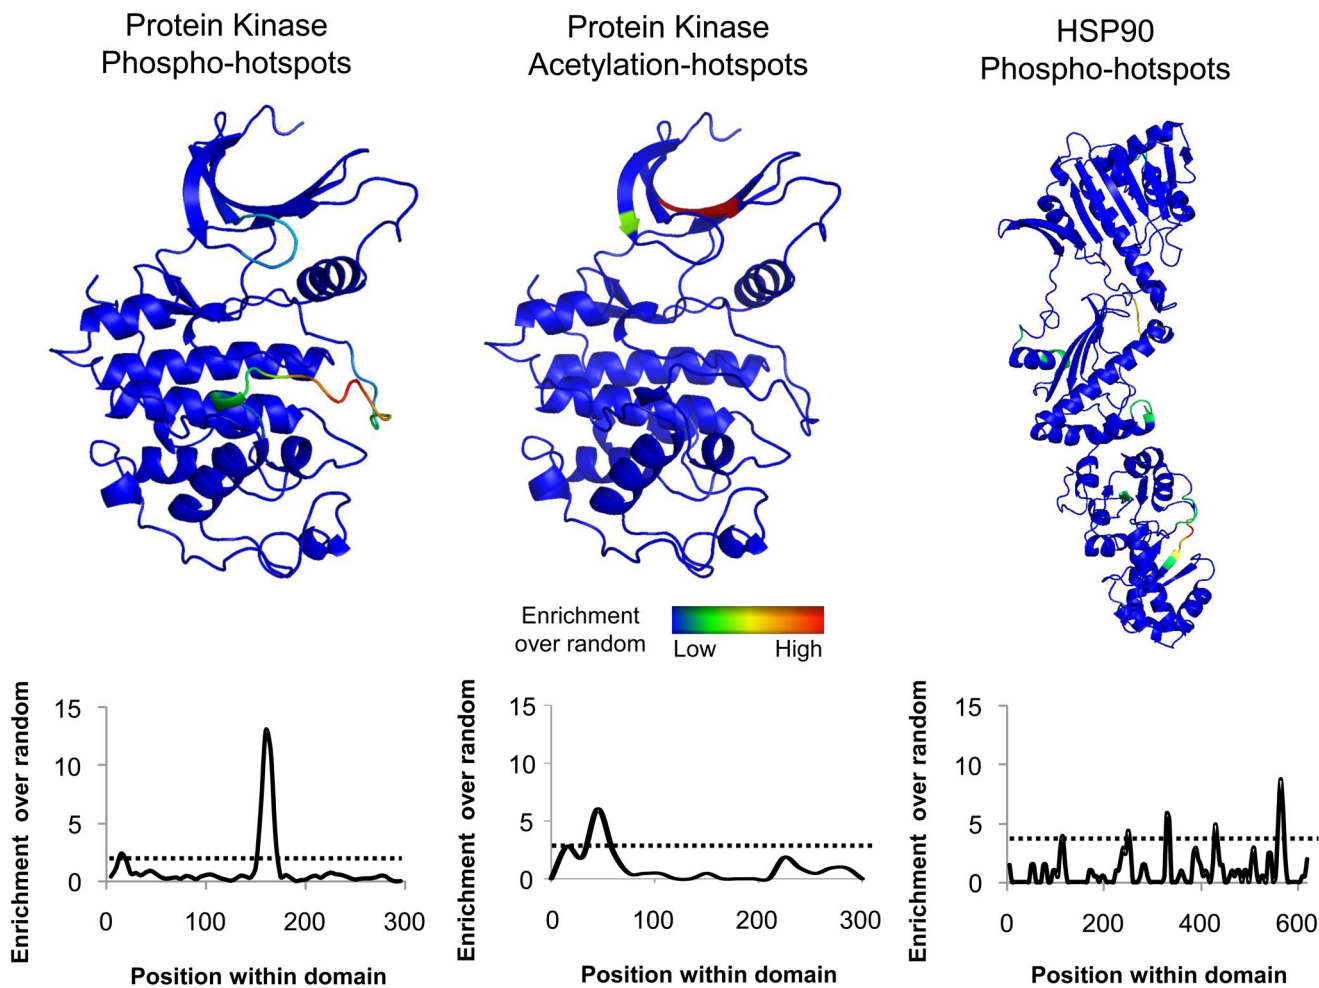 Protein Kinase
Phospho-hotspots
Protein Kinase
Acetylation-hotspots
HSP90
Phospho-hotspots
Enrichment
over random
Low
High
Enrichment over random
15
10
5
0
0
100
200
300
Position within domain
Enrichment over random
15
10
5
0
0
100
200
300
Position within domain
Enrichment over random
15
10
5
0
0
200
400
600
Position within domain